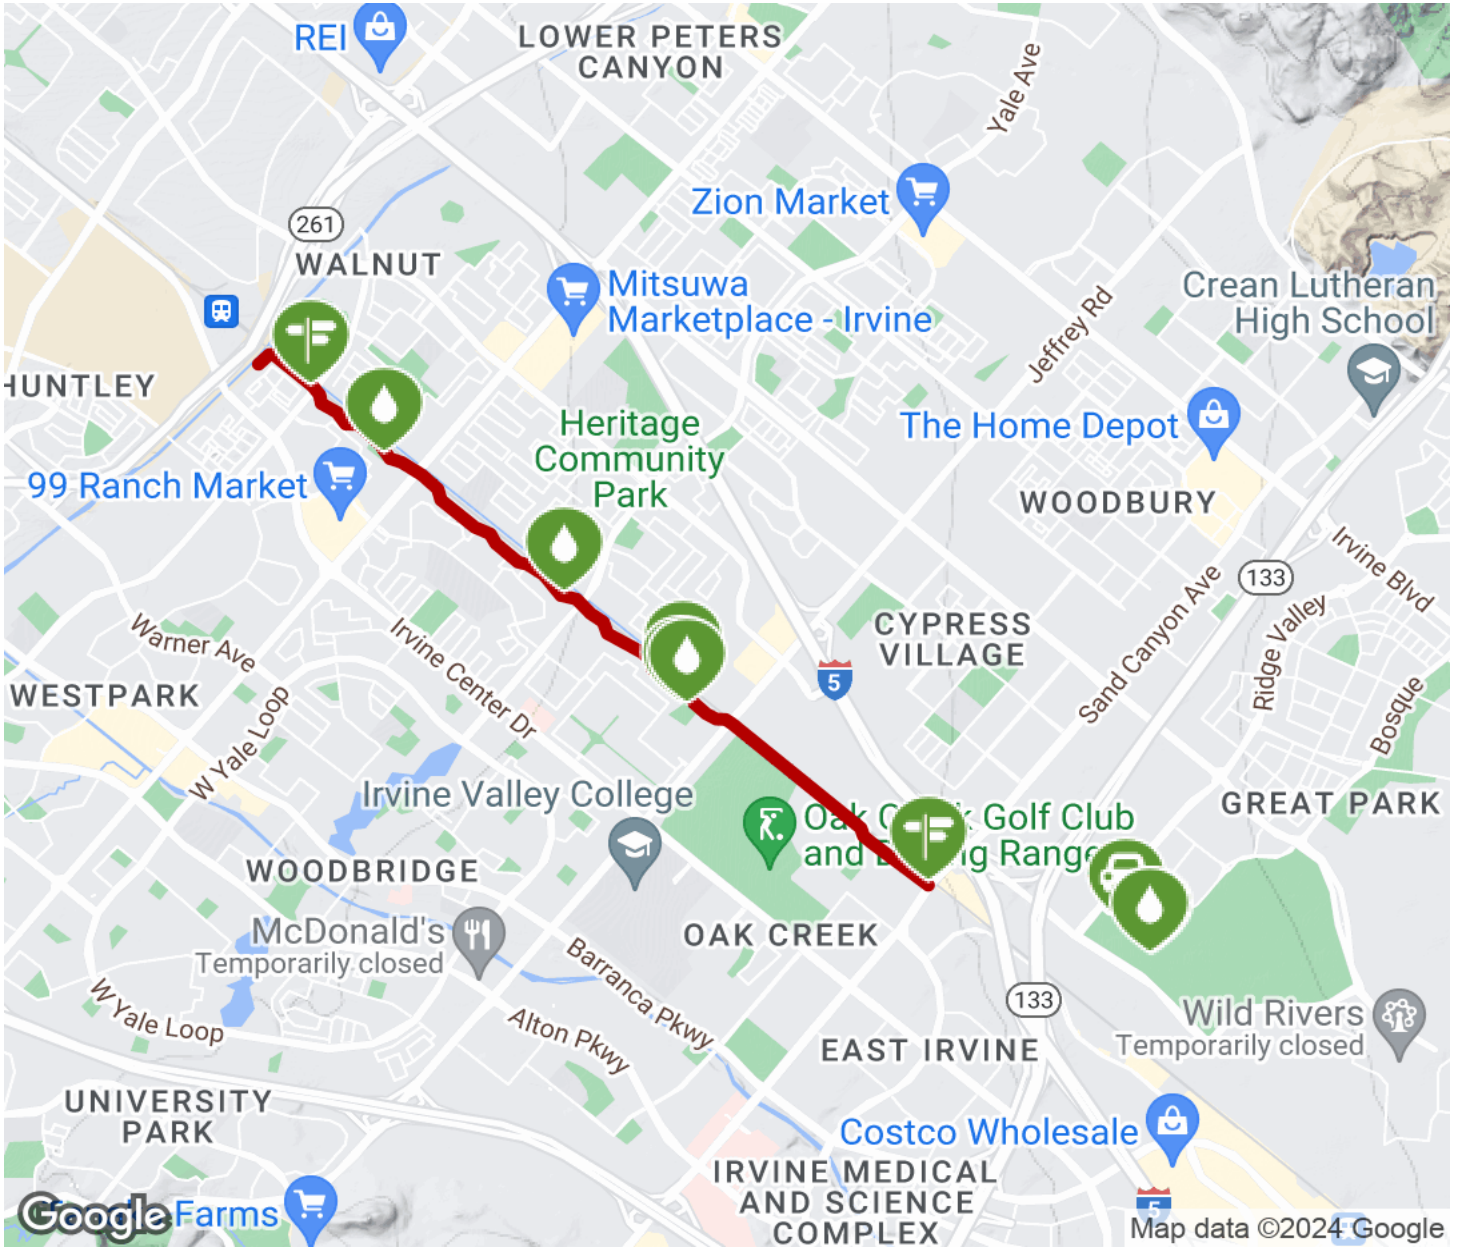 REI
LOWER PETERS
CANYON
Yale Ave
Zion Market
261
WALNUT
Mitsuwa
Marketplace - Irvine
Crean Lutheran
High School
Jeffrey Rd
HUNTLEY
Heritage
Community
Park
The Home Depot
99 Ranch Market
WOODBURY
Irvine Blvd
133
Warner Ave
Irvine Center Dr
CYPRESS
VILLAGE
Sand Canyon Ave
Ridge Valley
5
WESTPARK
W Yale Loop
Bosque
Irvine Valley College
Oak C k Golf Club
and D ng Range
GREAT PARK
WOODBRIDGE
McDonald's
Temporarily closed
OAK CREEK
Barranca Pkwy
W Yale Loop
Alton Pkwy
133
Wild Rivers
Temporarily closed
EAST IRVINE
UNIVERSITY
PARK
Costco Wholesale
IRVINE MEDICAL
AND SCIENCE
COMPLEX
5
Google
Farms
Map data ©2024 Google